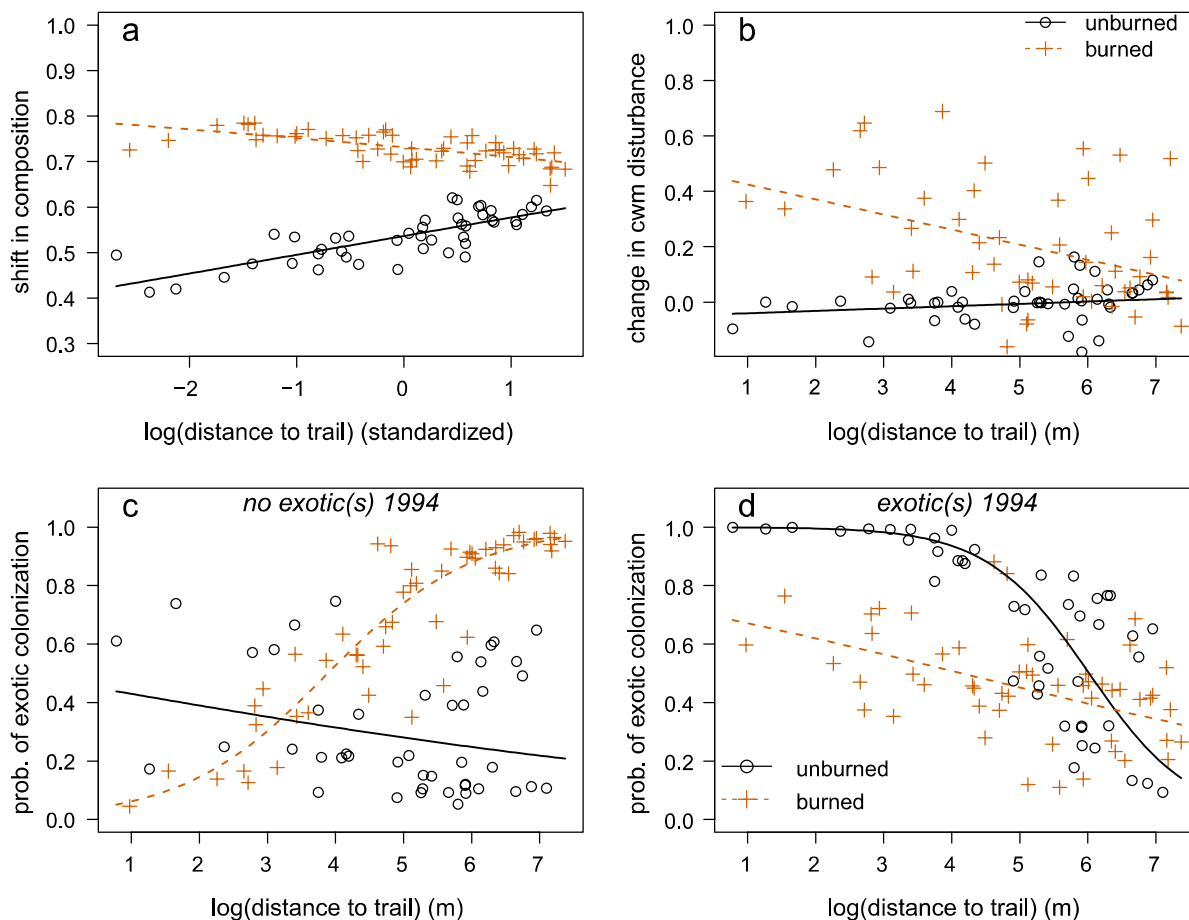 a
1.0
0.9
0.8
0.7
0.6
0.5
0.4
0.3
shift in composition
−2 −1 0 1
log(distance to trail) (standardized)
b
unburned
burned
1.0
0.8
0.6
0.4
0.2
0.0
change in cwm disturbance
1 2 3 4 5 6 7
log(distance to trail) (m)
c
no exotic(s) 1994
1.0
0.8
0.6
0.4
0.2
0.0
prob. of exotic colonization
1 2 3 4 5 6 7
log(distance to trail) (m)
d
exotic(s) 1994
1.0
0.8
0.6
0.4
0.2
0.0
prob. of exotic colonization
unburned
burned
1 2 3 4 5 6 7
log(distance to trail) (m)